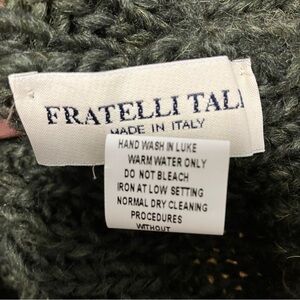 FRATELLI TAL
MADE IN ITALY
HAND WASH IN LUKE
WARM WATER ONLY
DO NOT BLEACH
IRON AT LOW SETTING
NORMAL DRY CLEANING
PROCEDURES
WITHOUT